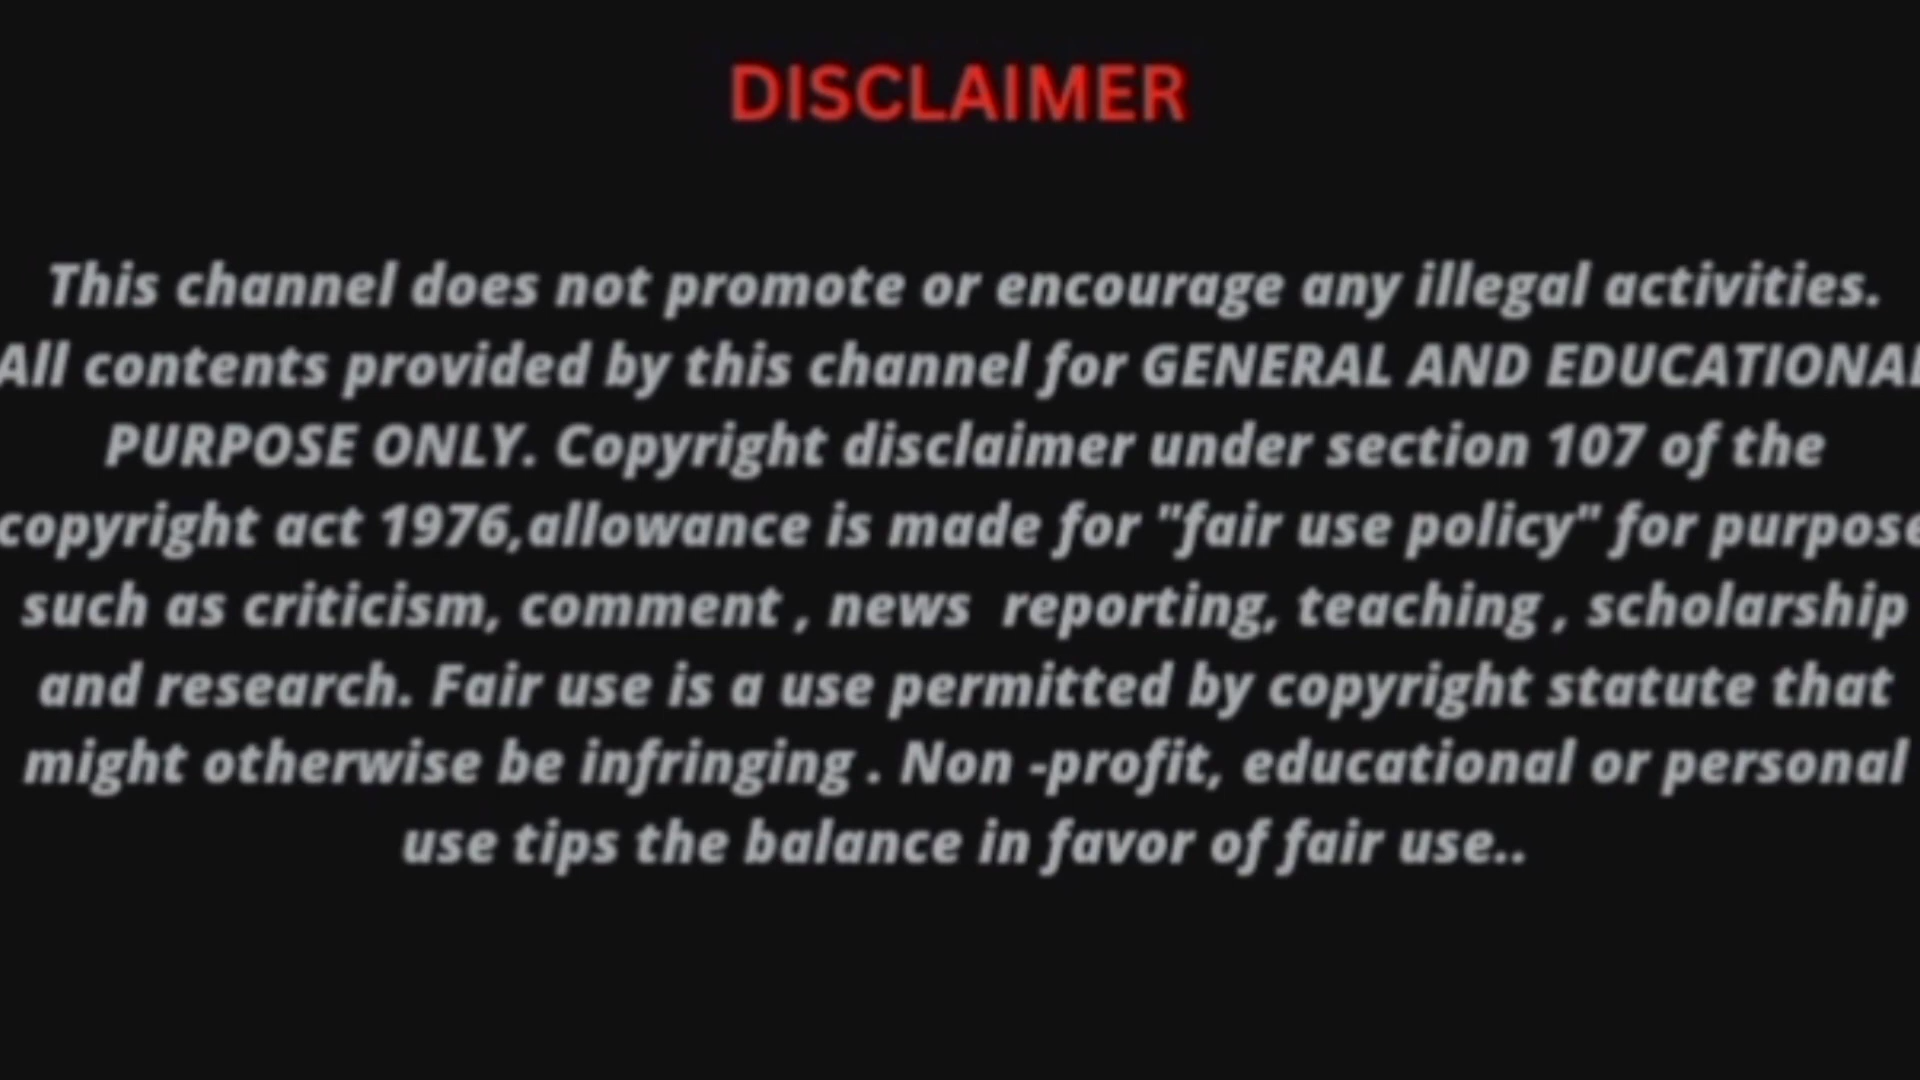 DISCLAIMER
This channel does not promote or encourage any illegal activities.
All contents provided by this channel for GENERAL AND EDUCATIONAL
PURPOSE ONLY. Copyright disclaimer under section 107 of the
copyright act 1976,allowance is made for "fair use policy" for purpose
such as criticism, comment , news  reporting, teaching , scholarship
and research. Fair use is a use permitted by copyright statute that
might otherwise be infringing . Non -profit, educational or personal
use tips the balance in favor of fair use..